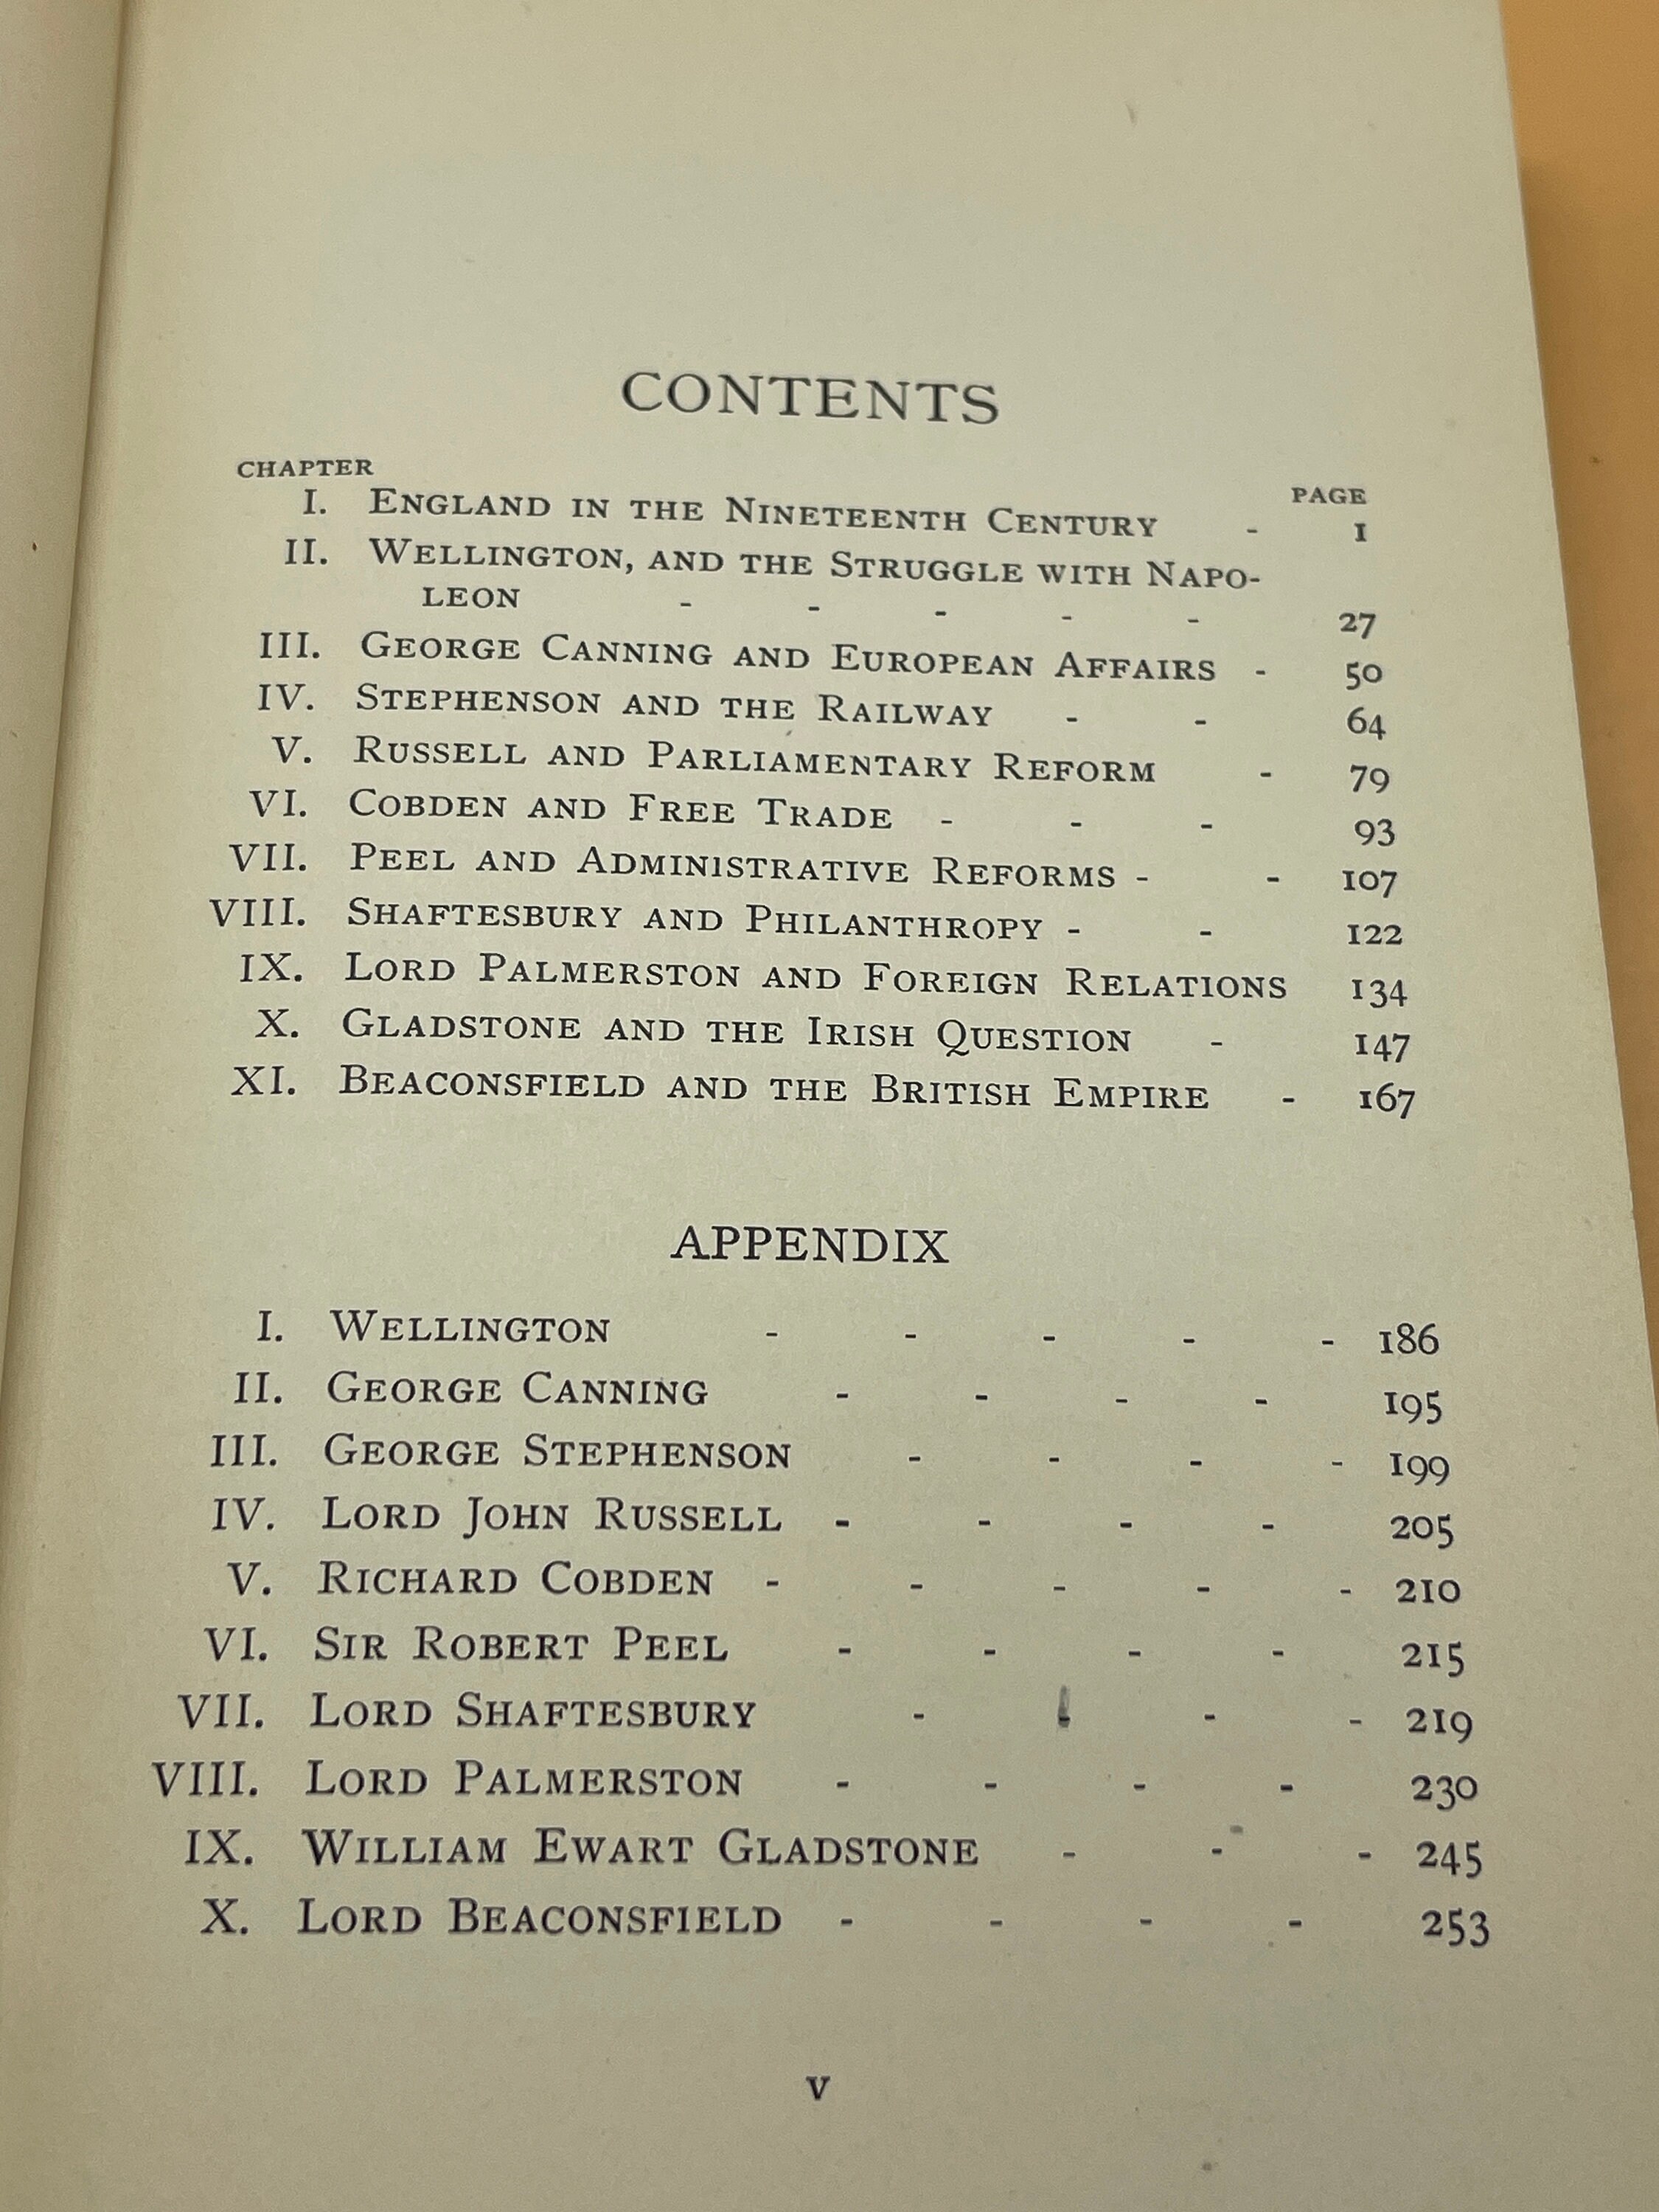 CONTENTS
CHAPTER PAGE
I. ENGLAND IN THE NINETEENTH CENTURY - 1
II. WELLINGTON, AND THE STRUGGLE WITH NAPO-
LEON - - - - - 27
III. GEORGE CANNING AND EUROPEAN AFFAIRS - 50
IV. STEPHENSON AND THE RAILWAY - - 64
V. RUSSELL AND PARLIAMENTARY REFORM - 79
VI. COBDEN AND FREE TRADE - - - 93
VII. PEEL AND ADMINISTRATIVE REFORMS - - 107
VIII. SHAFTESBURY AND PHILANTHROPY - - 122
IX. LORD PALMERSTON AND FOREIGN RELATIONS 134
X. GLADSTONE AND THE IRISH QUESTION - 147
XI. BEACONSFIELD AND THE BRITISH EMPIRE - 167
APPENDIX
I. WELLINGTON - - - - - 186
II. GEORGE CANNING - - - - 195
III. GEORGE STEPHENSON - - - - 199
IV. LORD JOHN RUSSELL - - - - 205
V. RICHARD COBDEN - - - - - 210
VI. SIR ROBERT PEEL - - - - 215
VII. LORD SHAFTESBURY - - - - 219
VIII. LORD PALMERSTON - - - - 230
IX. WILLIAM EWART GLADSTONE - - - 245
X. LORD BEACONSFIELD - - - - 253
v